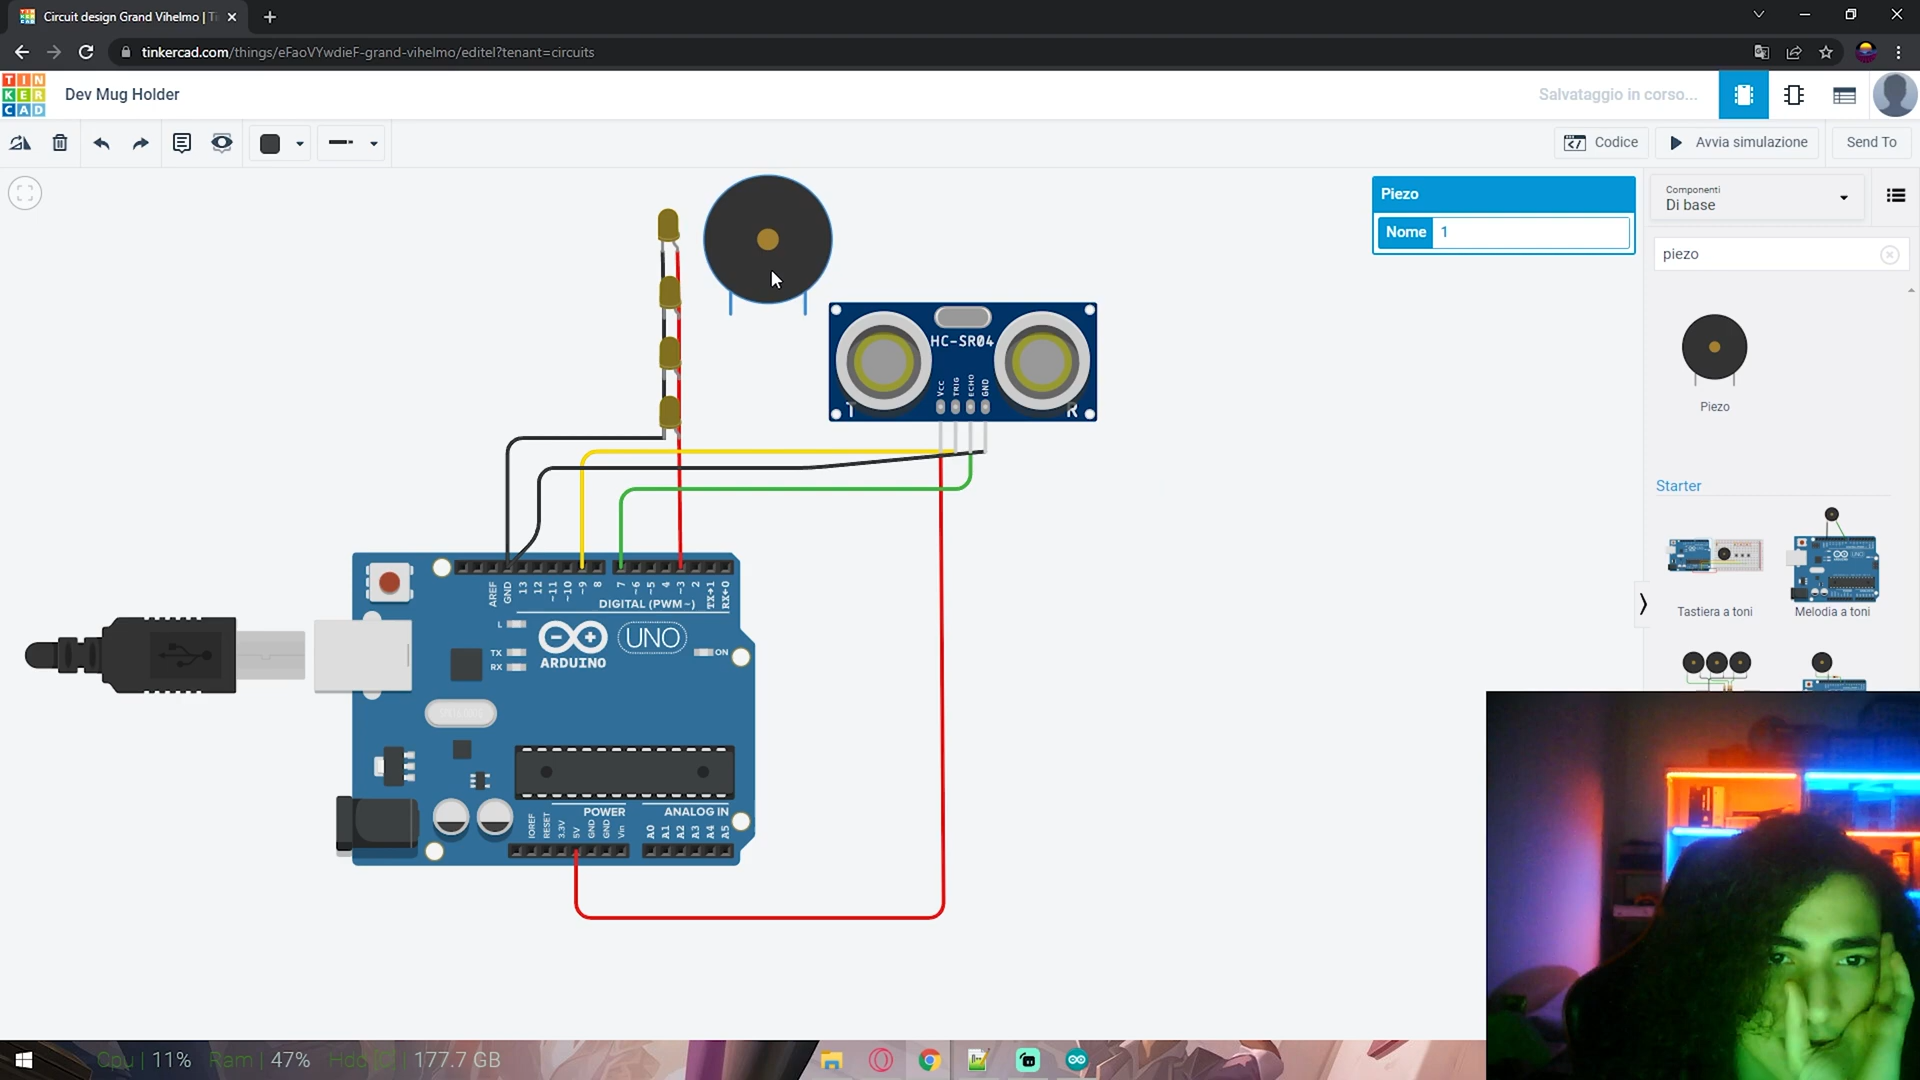 Circuit design Grand Vihelmo | Ti
tinkercad.com/things/eFaoVYwdieF-grand-vihelmo/editel?tenant=circuits
TIN
KER
CAD
Dev Mug Holder
Salvataggio in corso...
Codice
Avvia simulazione
Send To
Piezo
Nome
1
Componenti
Di base
piezo
Piezo
Starter
Tastiera a toni
Melodia a toni
HC-SR04
Vcc
TRIG
ECHO
GND
T
R
AREF
GND
13
12
~11
~10
~9
8
7
~6
~5
4
~3
2
TX→1
RX←0
DIGITAL (PWM~)
L
TX
RX
UNO
ARDUINO
ON
POWER
ANALOG IN
IOREF
RESET
3.3V
5V
GND
GND
Vin
A0
A1
A2
A3
A4
A5
Cpu | 11% Ram | 47% Hdd [C] | 177.7 GB